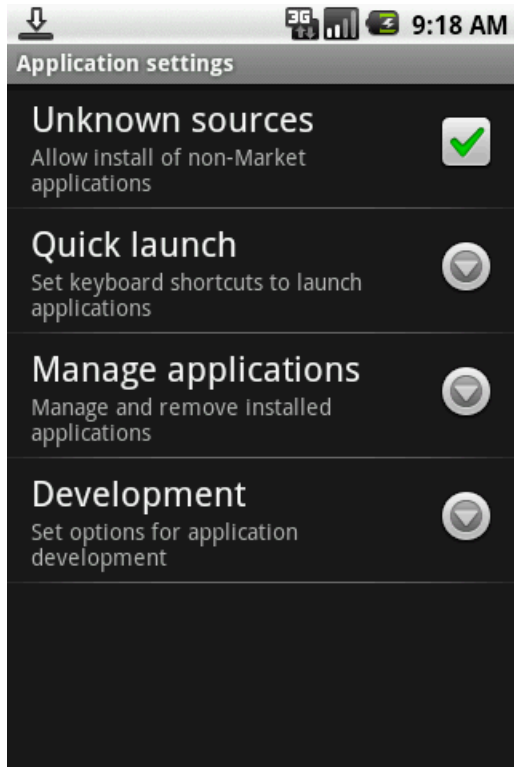 3G 9:18 AM
Application settings
Unknown sources
Allow install of non-Market
applications
Quick launch
Set keyboard shortcuts to launch
applications
Manage applications
Manage and remove installed
applications
Development
Set options for application
development